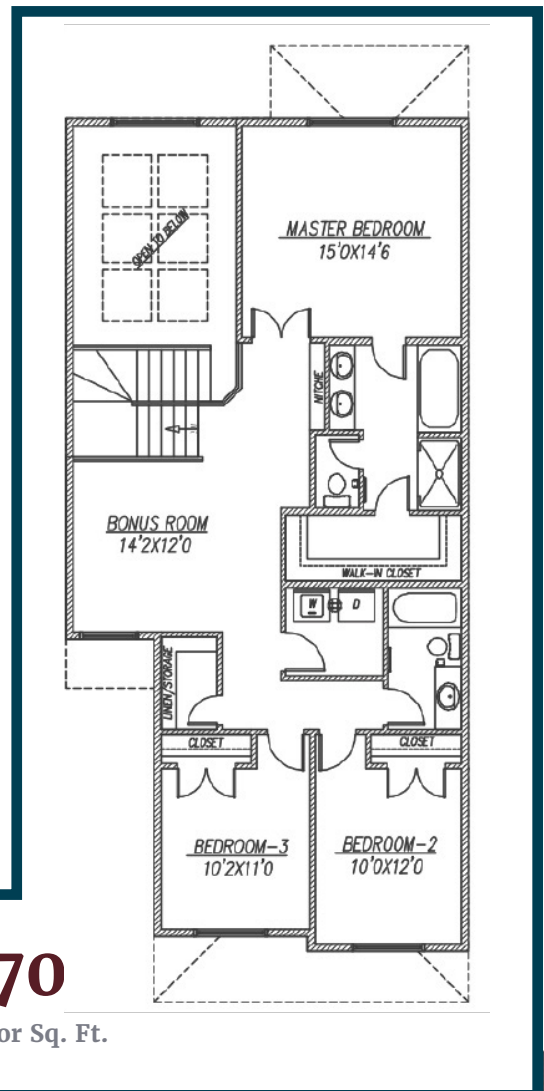 OPEN TO BELOW
MASTER BEDROOM
15'0X14'6
NITCHE
BONUS ROOM
14'2X12'0
WALK-IN CLOSET
W
D
LINEN/STORAGE
CLOSET
CLOSET
BEDROOM-3
10'2X11'0
BEDROOM-2
10'0X12'0
70
or Sq. Ft.